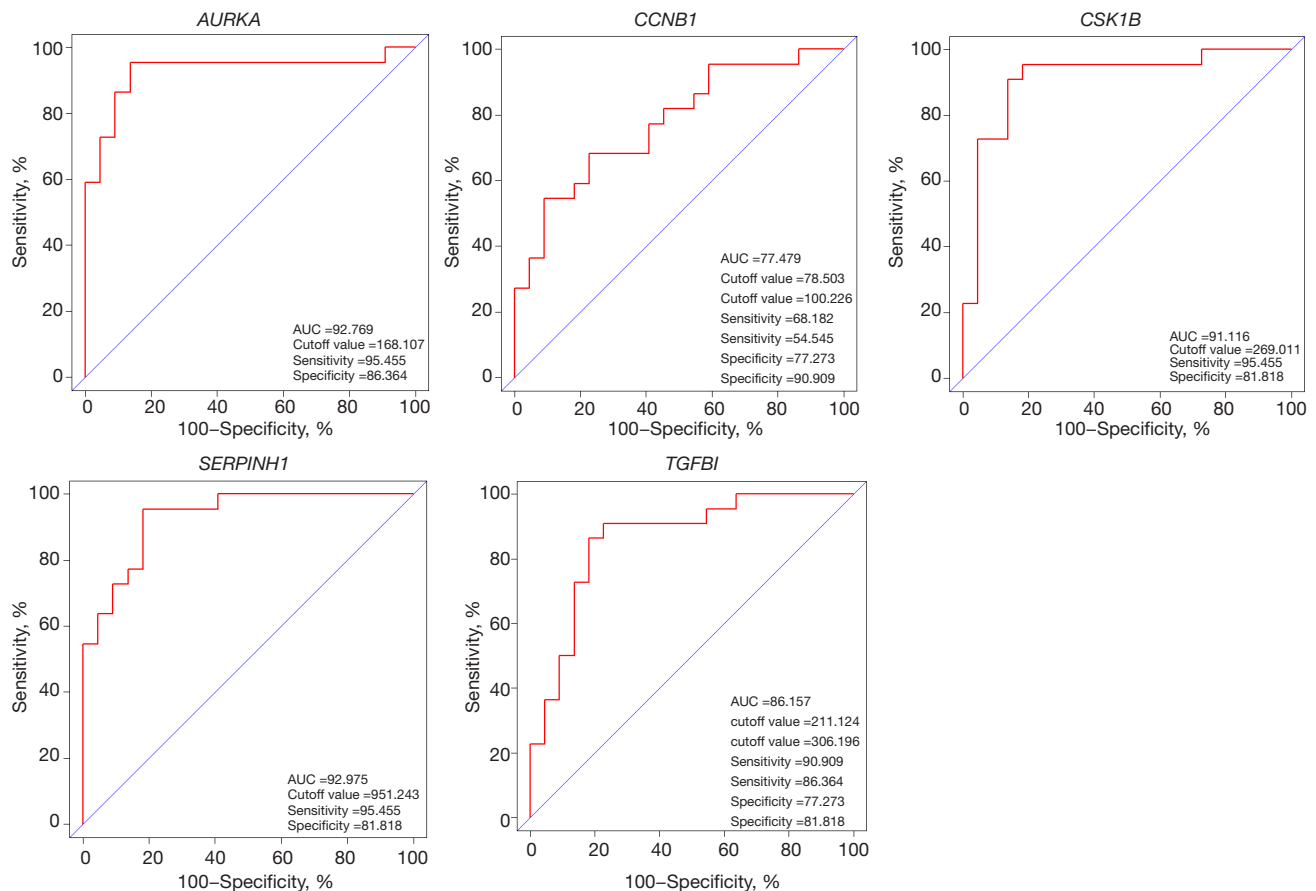 AURKA
Sensitivity, %
100
80
60
40
20
0
AUC =92.769
Cutoff value =168.107
Sensitivity =95.455
Specificity =86.364
0 20 40 60 80 100
100–Specificity, %
CCNB1
Sensitivity, %
100
80
60
40
20
0
AUC =77.479
Cutoff value =78.503
Cutoff value =100.226
Sensitivity =68.182
Sensitivity =54.545
Specificity =77.273
Specificity =90.909
0 20 40 60 80 100
100–Specificity, %
CSK1B
Sensitivity, %
100
80
60
40
20
0
AUC =91.116
Cutoff value =269.011
Sensitivity =95.455
Specificity =81.818
0 20 40 60 80 100
100–Specificity, %
SERPINH1
Sensitivity, %
100
80
60
40
20
0
AUC =92.975
Cutoff value =951.243
Sensitivity =95.455
Specificity =81.818
0 20 40 60 80 100
100–Specificity, %
TGFBI
Sensitivity, %
100
80
60
40
20
0
AUC =86.157
cutoff value =211.124
cutoff value =306.196
Sensitivity =90.909
Sensitivity =86.364
Specificity =77.273
Specificity =81.818
0 20 40 60 80 100
100–Specificity, %